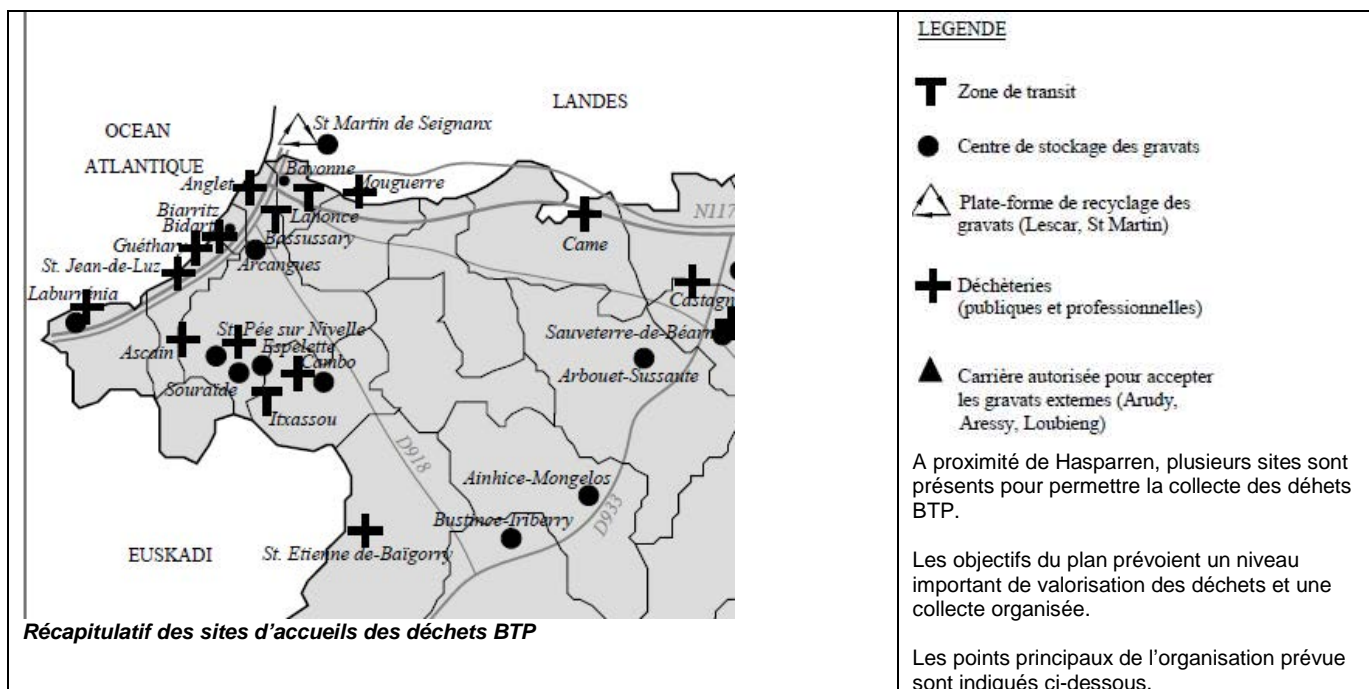 LANDES
OCEAN
ATLANTIQUE
St Martin de Seignanx
Bayonne
Anglet
Mouguerre
Biarritz
Lahonce
Bidart
Bassussary
Guéthary
Arcangues
St. Jean-de-Luz
Laburrénia
Came
N117
Castagn
St. Pée sur Nivelle
Ascain
Espelette
Cambo
Souraïde
Itxassou
Sauveterre-de-Béarn
Arbouet-Sussaute
D918
Ainhice-Mongelos
D933
Bustince-Iriberry
EUSKADI
St. Etienne de-Baïgorry
Récapitulatif des sites d'accueils des déchets BTP
LEGENDE
Zone de transit
Centre de stockage des gravats
Plate-forme de recyclage des
gravats (Lescar, St Martin)
Déchèteries
(publiques et professionnelles)
Carrière autorisée pour accepter
les gravats externes (Arudy,
Aressy, Loubieng)
A proximité de Hasparren, plusieurs sites sont
présents pour permettre la collecte des déhets
BTP.
Les objectifs du plan prévoient un niveau
important de valorisation des déchets et une
collecte organisée.
Les points principaux de l'organisation prévue
sont indiqués ci-dessous.